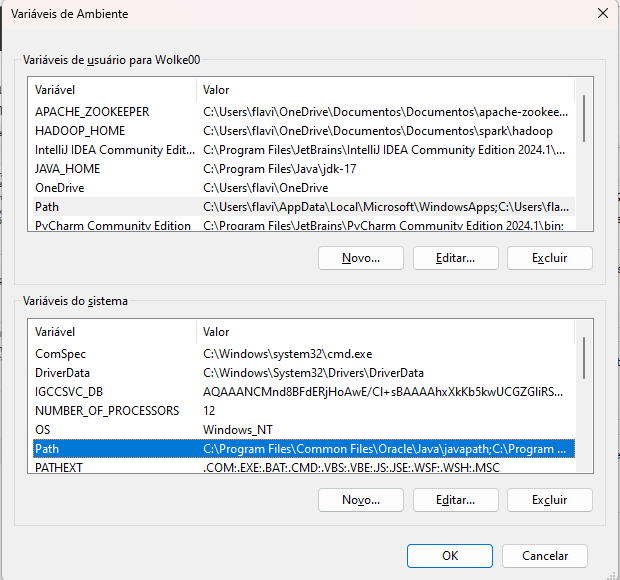 Variáveis de Ambiente
Variáveis de usuário para Wolke00
Variável Valor
APACHE_ZOOKEEPER C:\Users\flavi\OneDrive\Documentos\Documentos\apache-zookee...
HADOOP_HOME C:\Users\flavi\OneDrive\Documentos\Documentos\spark\hadoop
IntelliJ IDEA Community Edit... C:\Program Files\JetBrains\IntelliJ IDEA Community Edition 2024.1\...
JAVA_HOME C:\Program Files\Java\jdk-17
OneDrive C:\Users\flavi\OneDrive
Path C:\Users\flavi\AppData\Local\Microsoft\WindowsApps;C:\Users\fla...
PyCharm Community Edition C:\Program Files\JetBrains\PyCharm Community Edition 2024.1\bin;
Novo... Editar... Excluir
Variáveis do sistema
Variável Valor
ComSpec C:\Windows\system32\cmd.exe
DriverData C:\Windows\System32\Drivers\DriverData
IGCCSVC_DB AQAAANCMnd8BFdERjHoAwE/Cl+sBAAAAhxXkKb5kwUCGZGliRS...
NUMBER_OF_PROCESSORS 12
OS Windows_NT
Path C:\Program Files\Common Files\Oracle\Java\javapath;C:\Program ...
PATHEXT .COM;.EXE;.BAT;.CMD;.VBS;.VBE;.JS;.JSE;.WSF;.WSH;.MSC
Novo... Editar... Excluir
OK Cancelar